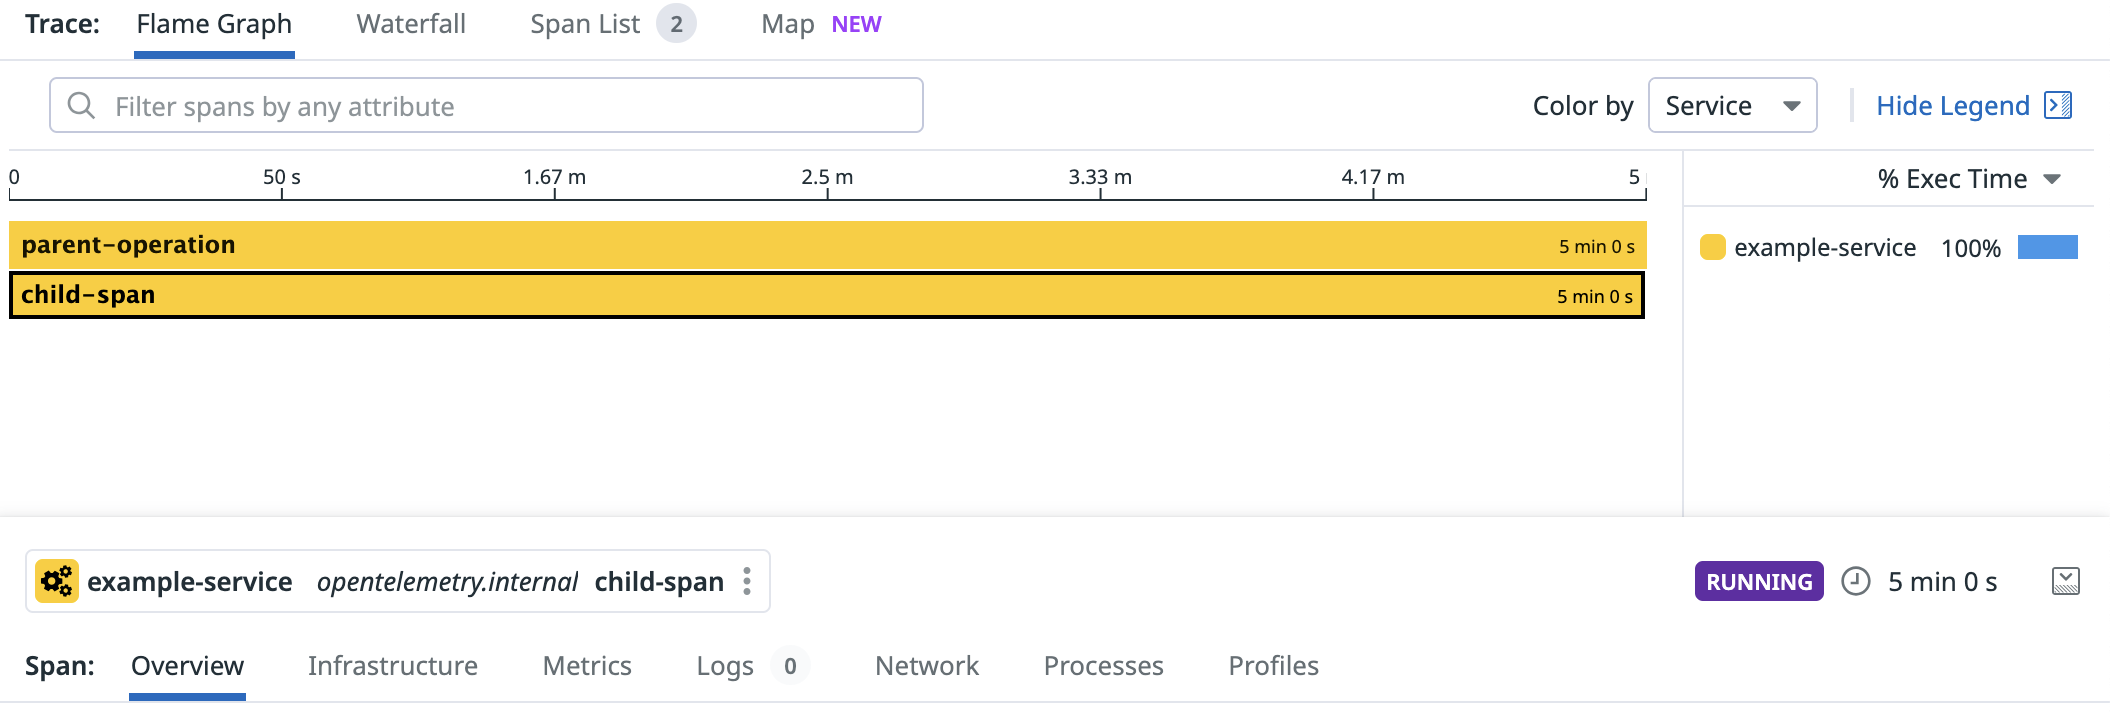 Trace: Flame Graph Waterfall Span List 2 Map NEW
Filter spans by any attribute
Color by Service Hide Legend
0 50 s 1.67 m 2.5 m 3.33 m 4.17 m 5
% Exec Time
parent-operation 5 min 0 s
example-service 100%
child-span 5 min 0 s
example-service opentelemetry.internal child-span RUNNING 5 min 0 s
Span: Overview Infrastructure Metrics Logs 0 Network Processes Profiles